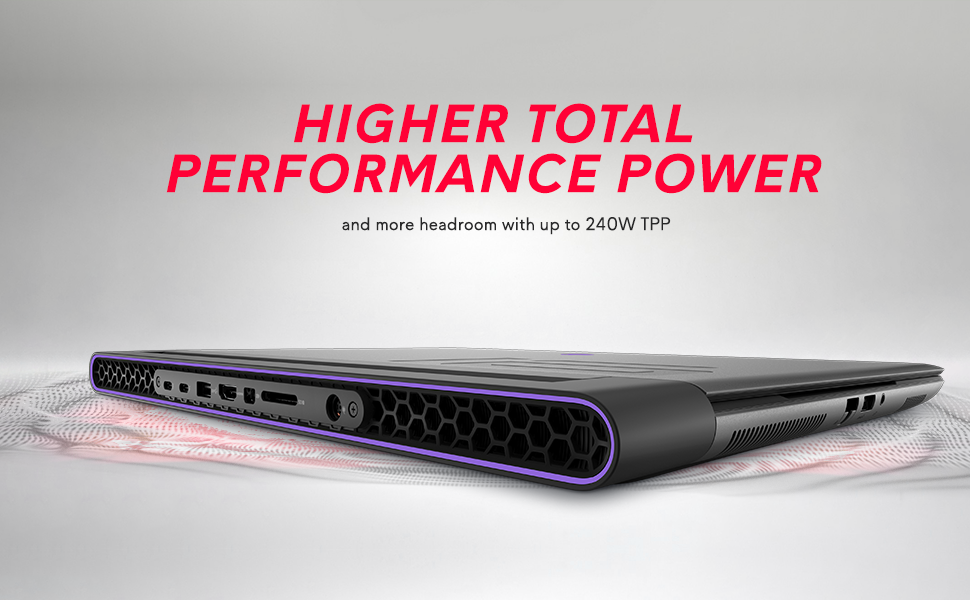 HIGHER TOTAL
PERFORMANCE POWER
and more headroom with up to 240W TPP